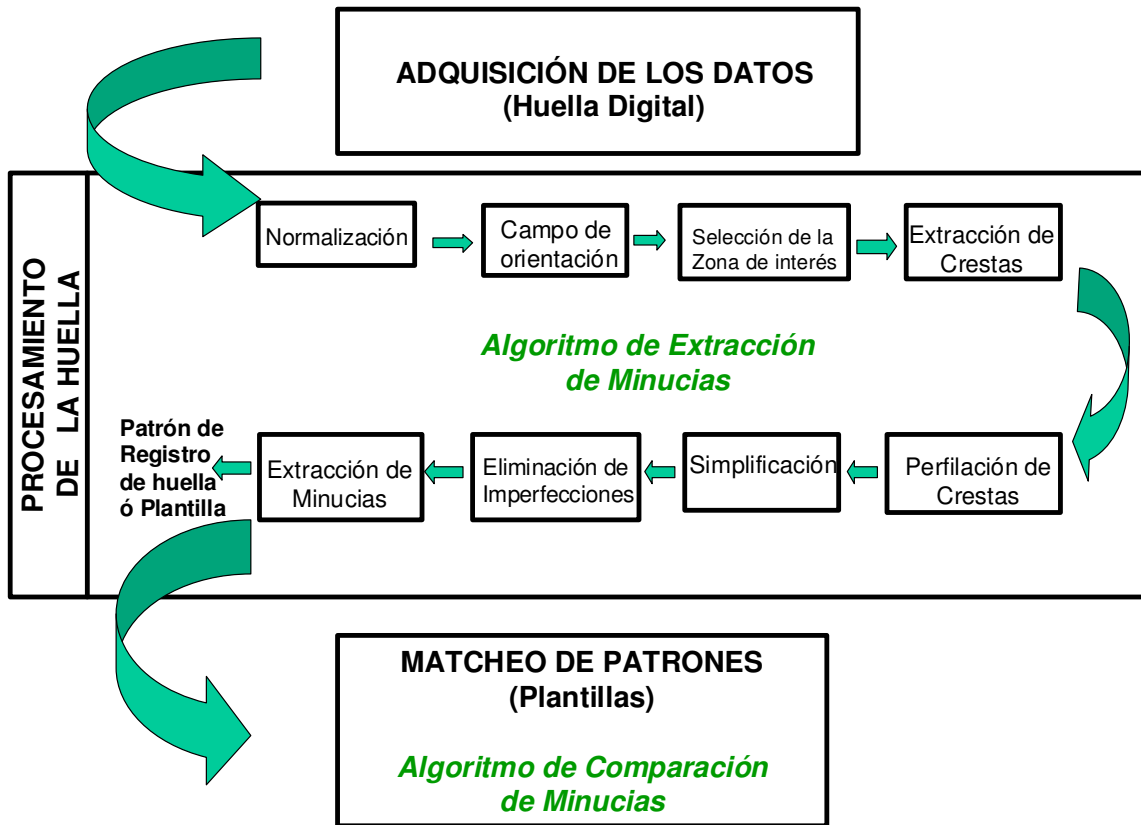 ADQUISICIÓN DE LOS DATOS
(Huella Digital)
PROCESAMIENTO
DE LA HUELLA
Normalización
Campo de
orientación
Selección de la
Zona de interés
Extracción de
Crestas
Algoritmo de Extracción
de Minucias
Perfilación de
Crestas
Simplificación
Eliminación de
Imperfecciones
Extracción de
Minucias
Patrón de
Registro
de huella
ó Plantilla
MATCHEO DE PATRONES
(Plantillas)
Algoritmo de Comparación
de Minucias